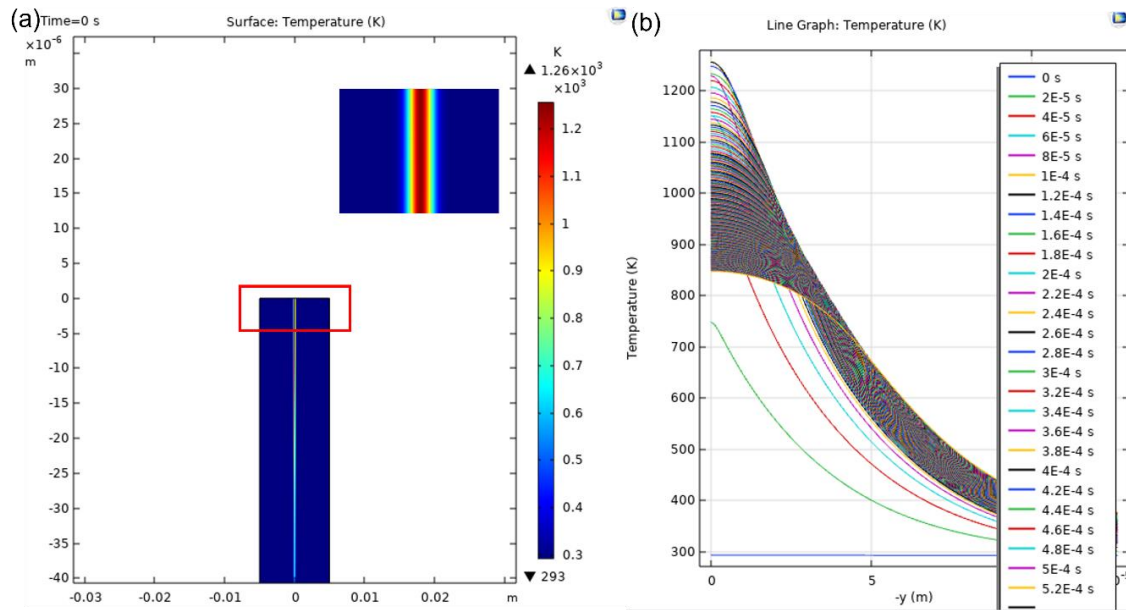 (a)
Time=0 s
Surface: Temperature (K)
×10⁻⁶
m
30
25
20
15
10
5
0
-5
-10
-15
-20
-25
-30
-35
-40
-0.03
-0.02
-0.01
0
0.01
0.02
m
K
▲ 1.26×10³
×10³
1.2
1.1
1
0.9
0.8
0.7
0.6
0.5
0.4
0.3
▼ 293
(b)
Line Graph: Temperature (K)
Temperature (K)
1200
1100
1000
900
800
700
600
500
400
300
0
5
-y (m)
0 s
2E-5 s
4E-5 s
6E-5 s
8E-5 s
1E-4 s
1.2E-4 s
1.4E-4 s
1.6E-4 s
1.8E-4 s
2E-4 s
2.2E-4 s
2.4E-4 s
2.6E-4 s
2.8E-4 s
3E-4 s
3.2E-4 s
3.4E-4 s
3.6E-4 s
3.8E-4 s
4E-4 s
4.2E-4 s
4.4E-4 s
4.6E-4 s
4.8E-4 s
5E-4 s
5.2E-4 s